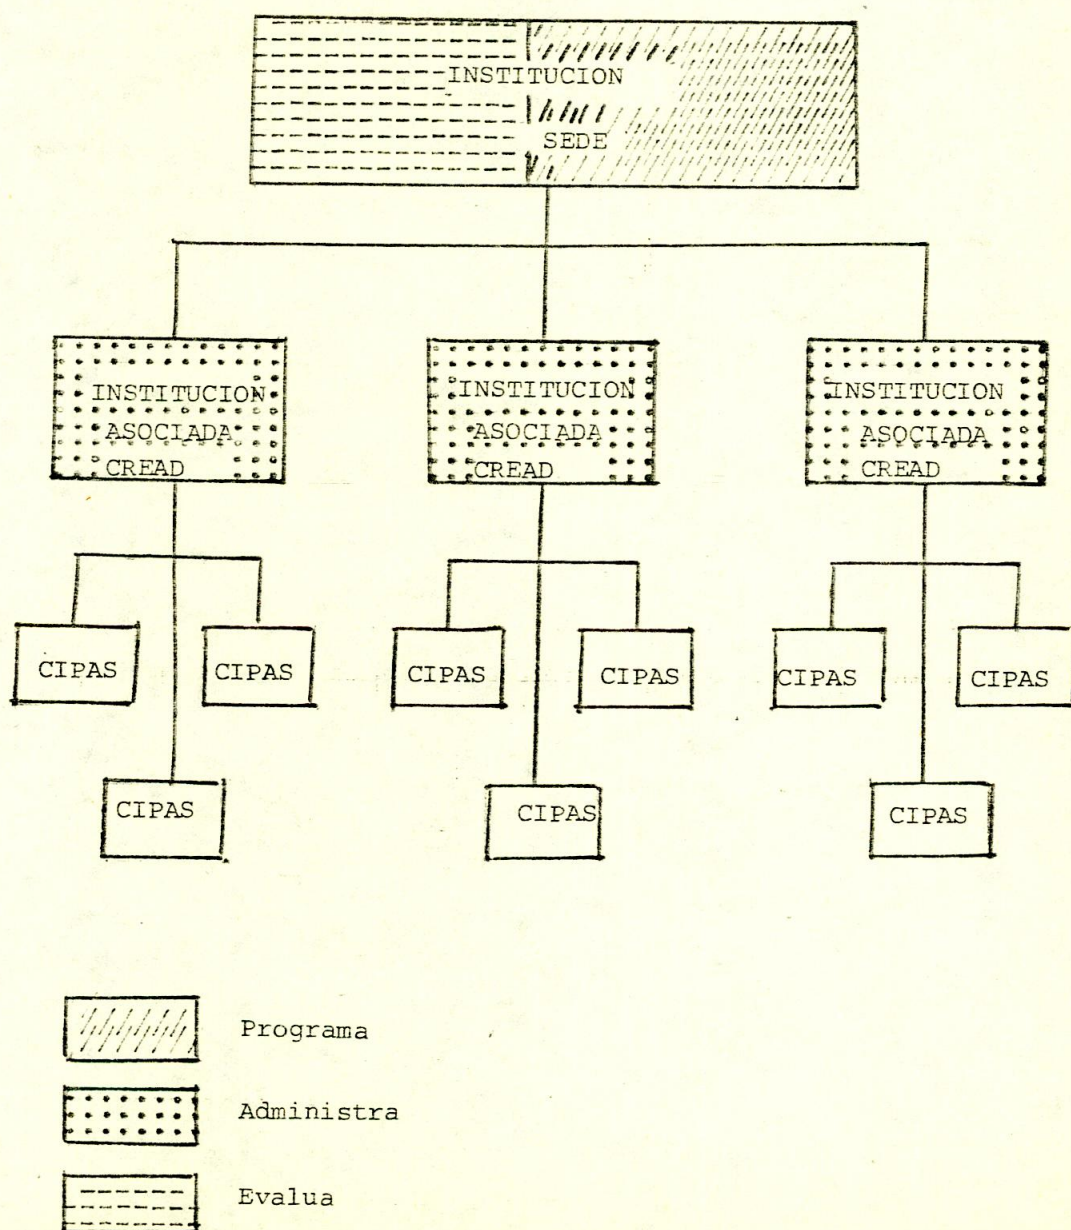 INSTITUCION
SEDE
INSTITUCION
ASOCIADA
CREAD
INSTITUCION
ASOCIADA
CREAD
INSTITUCION
ASOCIADA
CREAD
CIPAS
CIPAS
CIPAS
CIPAS
CIPAS
CIPAS
CIPAS
CIPAS
CIPAS
Programa
Administra
Evalua